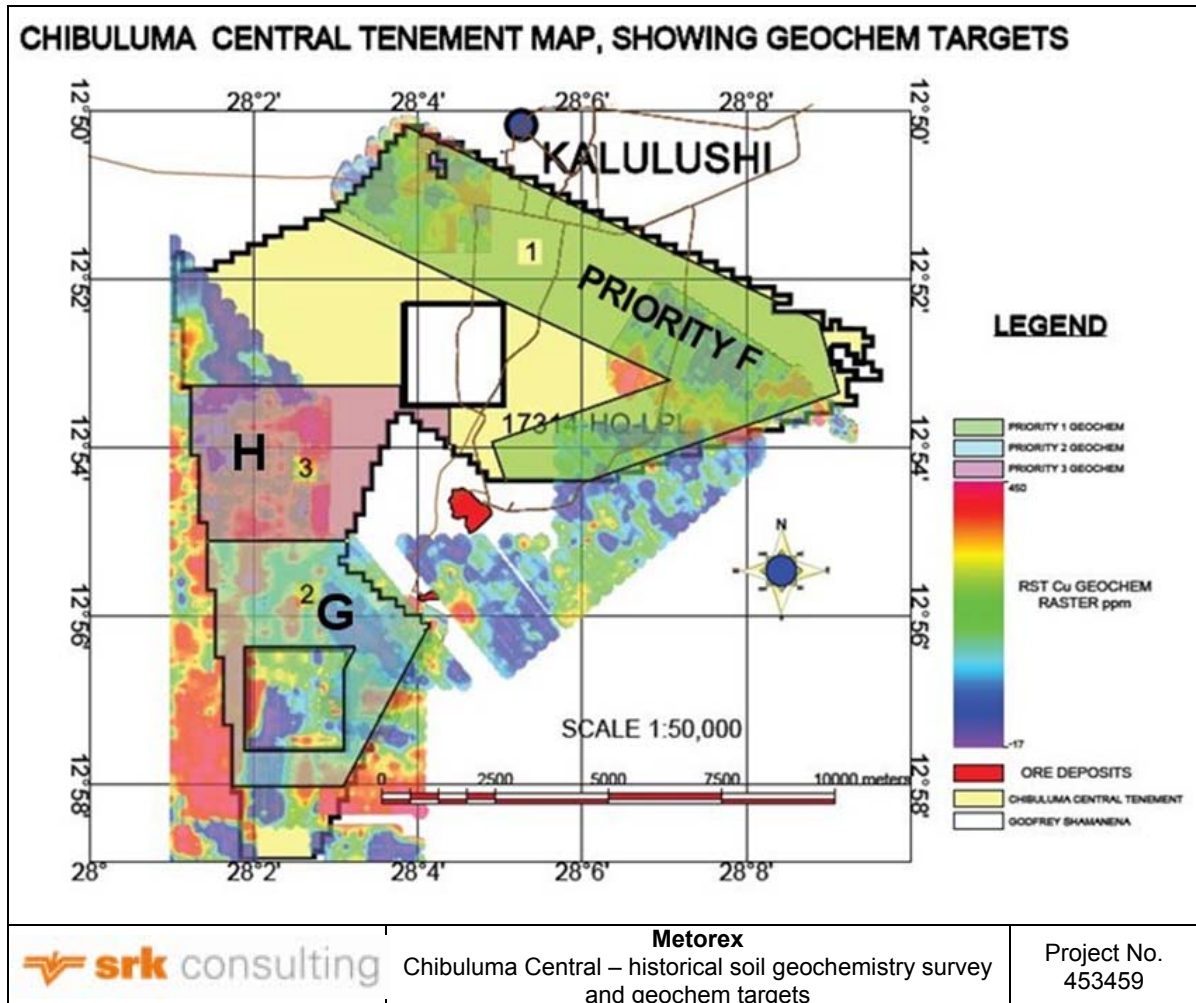 CHIBULUMA CENTRAL TENEMENT MAP, SHOWING GEOCHEM TARGETS
28°2' 28°4' 28°6' 28°8'
12°50' 12°50'
KALULUSHI
1
PRIORITY F
12°52' 12°52'
LEGEND
17314-HQ-LPL
PRIORITY 1 GEOCHEM
PRIORITY 2 GEOCHEM
PRIORITY 3 GEOCHEM
12°54' 12°54'
H
3
450
N
RST Cu GEOCHEM
RASTER ppm
2
G
12°56' 12°56'
SCALE 1:50,000
-17
0 2500 5000 7500 10000 meters
12°58' 12°58'
ORE DEPOSITS
CHIBULUMA CENTRAL TENEMENT
GODFREY SHAMANENA
28° 28°2' 28°4' 28°6' 28°8'
srk consulting
Metorex
Chibuluma Central – historical soil geochemistry survey
and geochem targets
Project No.
453459